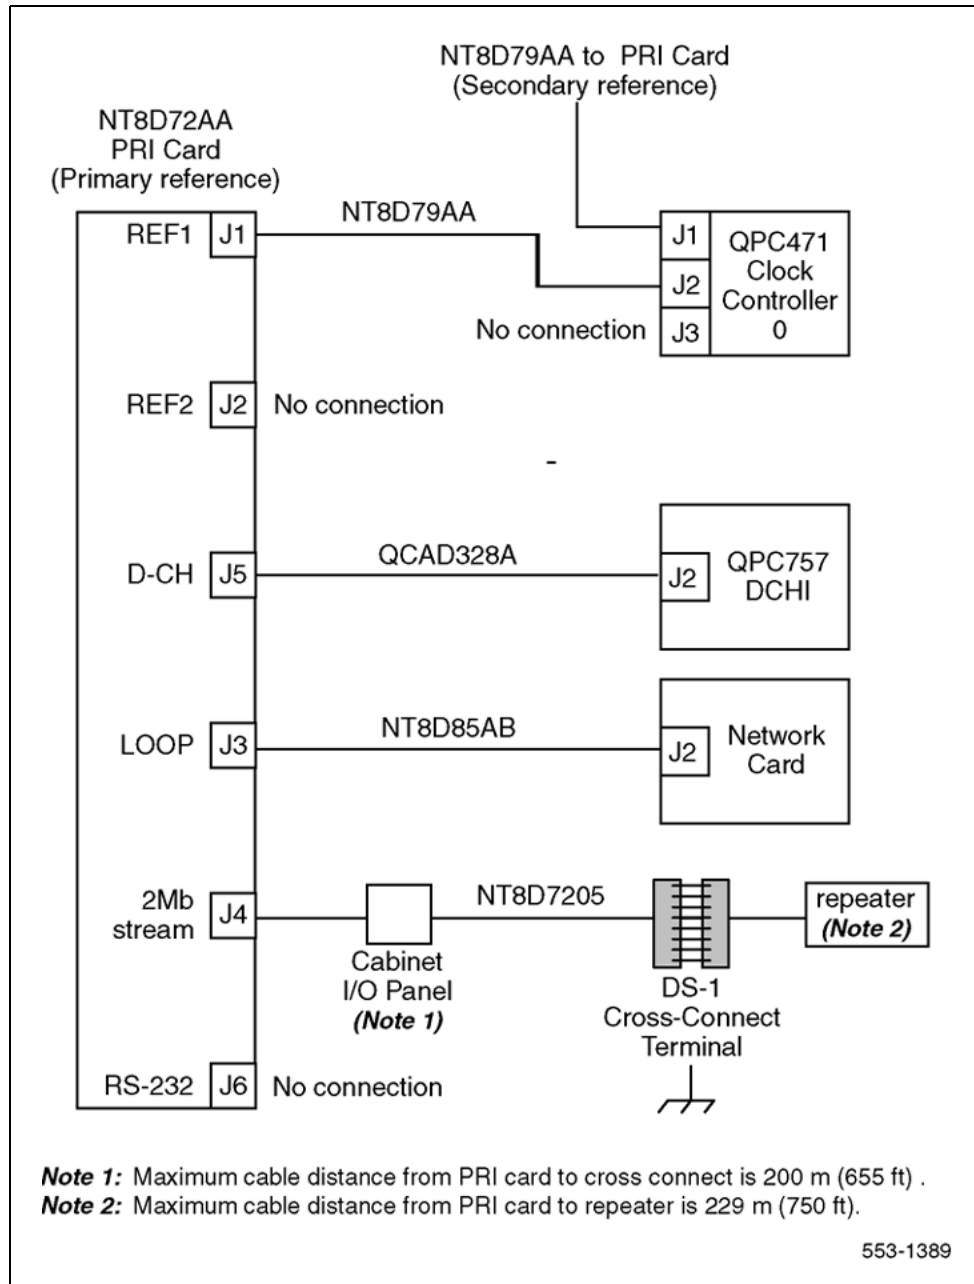 NT8D79AA to PRI Card
(Secondary reference)
NT8D72AA
PRI Card
(Primary reference)
REF1 J1
NT8D79AA
J1
J2
J3
QPC471
Clock
Controller
0
No connection
REF2 J2 No connection
-
D-CH J5
QCAD328A
J2
QPC757
DCHI
LOOP J3
NT8D85AB
J2
Network
Card
2Mb
stream
J4
Cabinet
I/O Panel
(Note 1)
NT8D7205
DS-1
Cross-Connect
Terminal
repeater
(Note 2)
RS-232 J6 No connection
Note 1: Maximum cable distance from PRI card to cross connect is 200 m (655 ft) .
Note 2: Maximum cable distance from PRI card to repeater is 229 m (750 ft).
553-1389